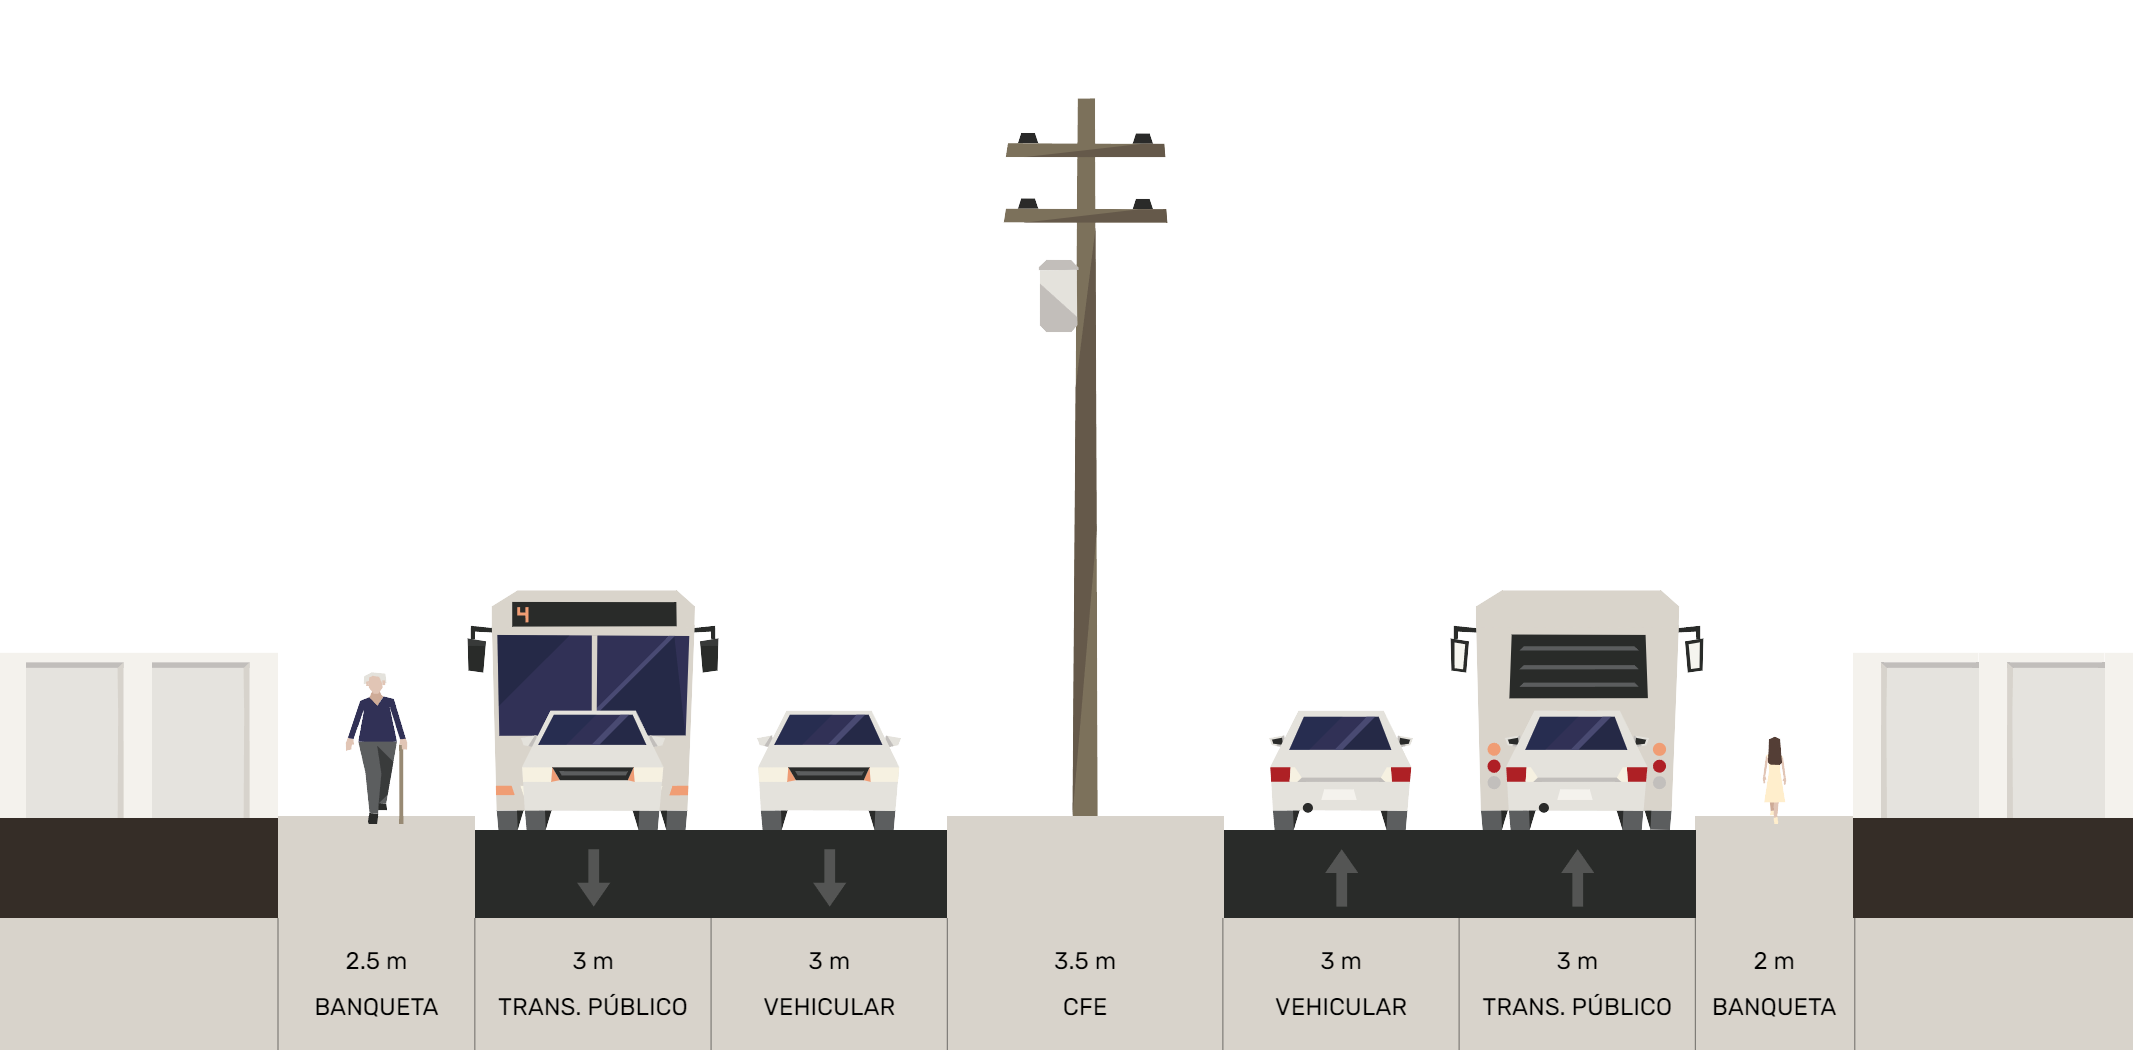 4
2.5 m
BANQUETA
3 m
TRANS. PÚBLICO
3 m
VEHICULAR
3.5 m
CFE
3 m
VEHICULAR
3 m
TRANS. PÚBLICO
2 m
BANQUETA